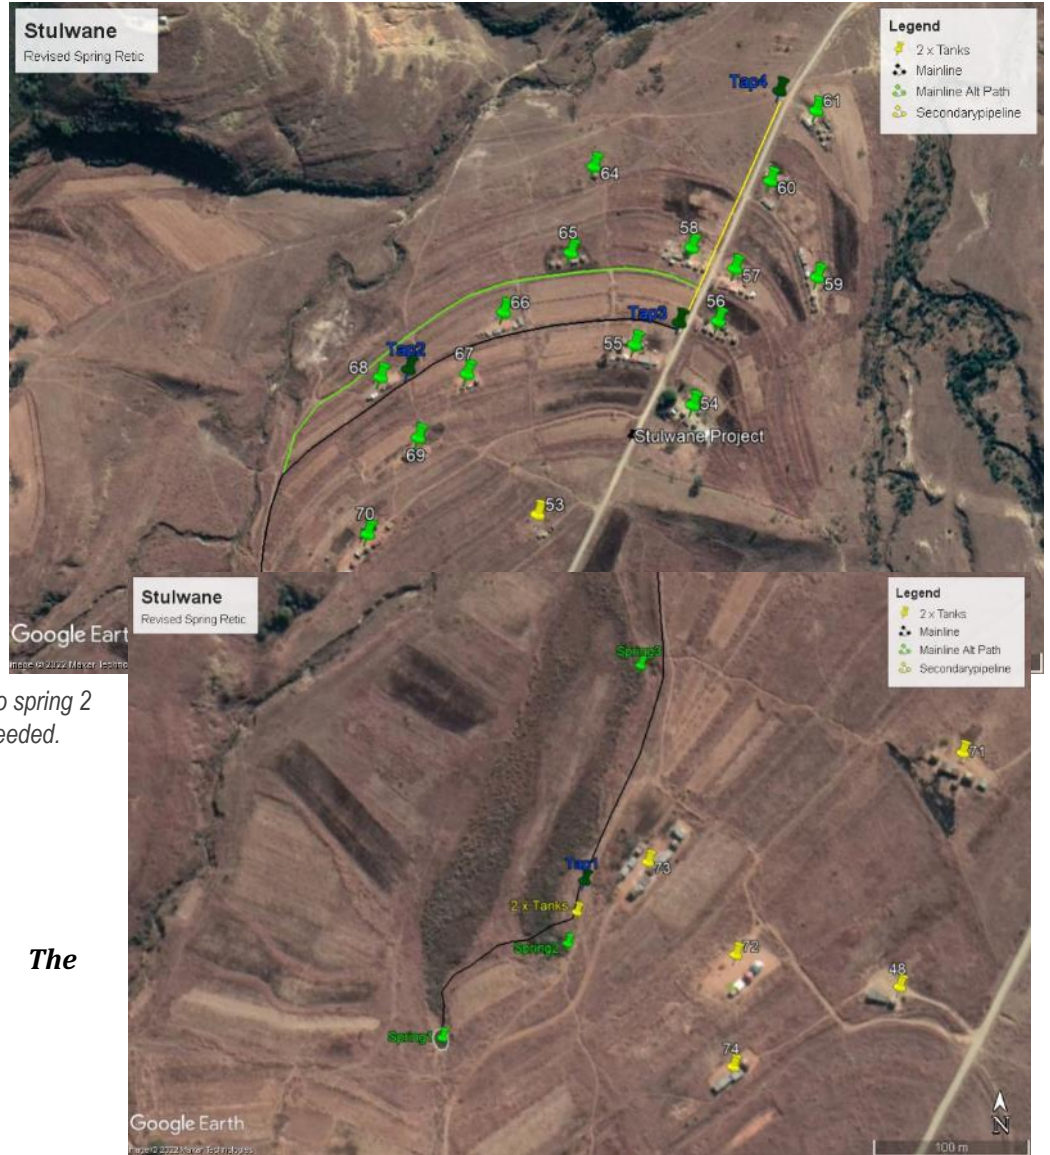 Stulwane
Revised Spring Retic
Legend
2 x Tanks
Mainline
Mainline Alt Path
Secondarypipeline
Tap4
61
64
60
58
65
57
59
66
Tap3
56
Tap2
55
67
68
54
Stulwane Project
69
53
70
Google Eart
Stulwane
Revised Spring Retic
Legend
2 x Tanks
Mainline
Mainline Alt Path
Secondarypipeline
Spring3
o spring 2
eeded.
71
Tap1
73
2 x Tanks
Spring2
The
72
48
Spring1
74
Google Earth
N
100 m